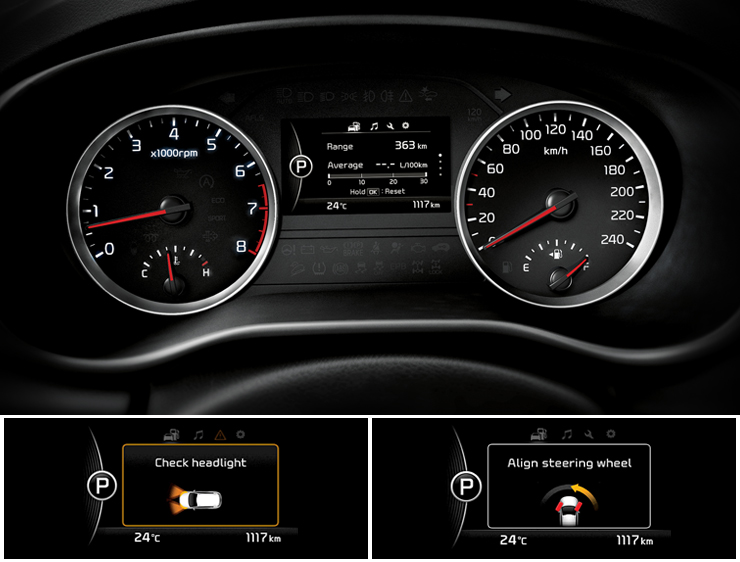 x1000rpm
0
1
2
3
4
5
6
7
8
C
H
P
Range 363 km
Average --.- L/100km
0 10 20 30
Hold OK : Reset
24°C 1117 km
km/h
0
20
40
60
80
100
120
140
160
180
200
220
240
E
F
Check headlight
P
24°C 1117 km
Align steering wheel
P
24°C 1117 km